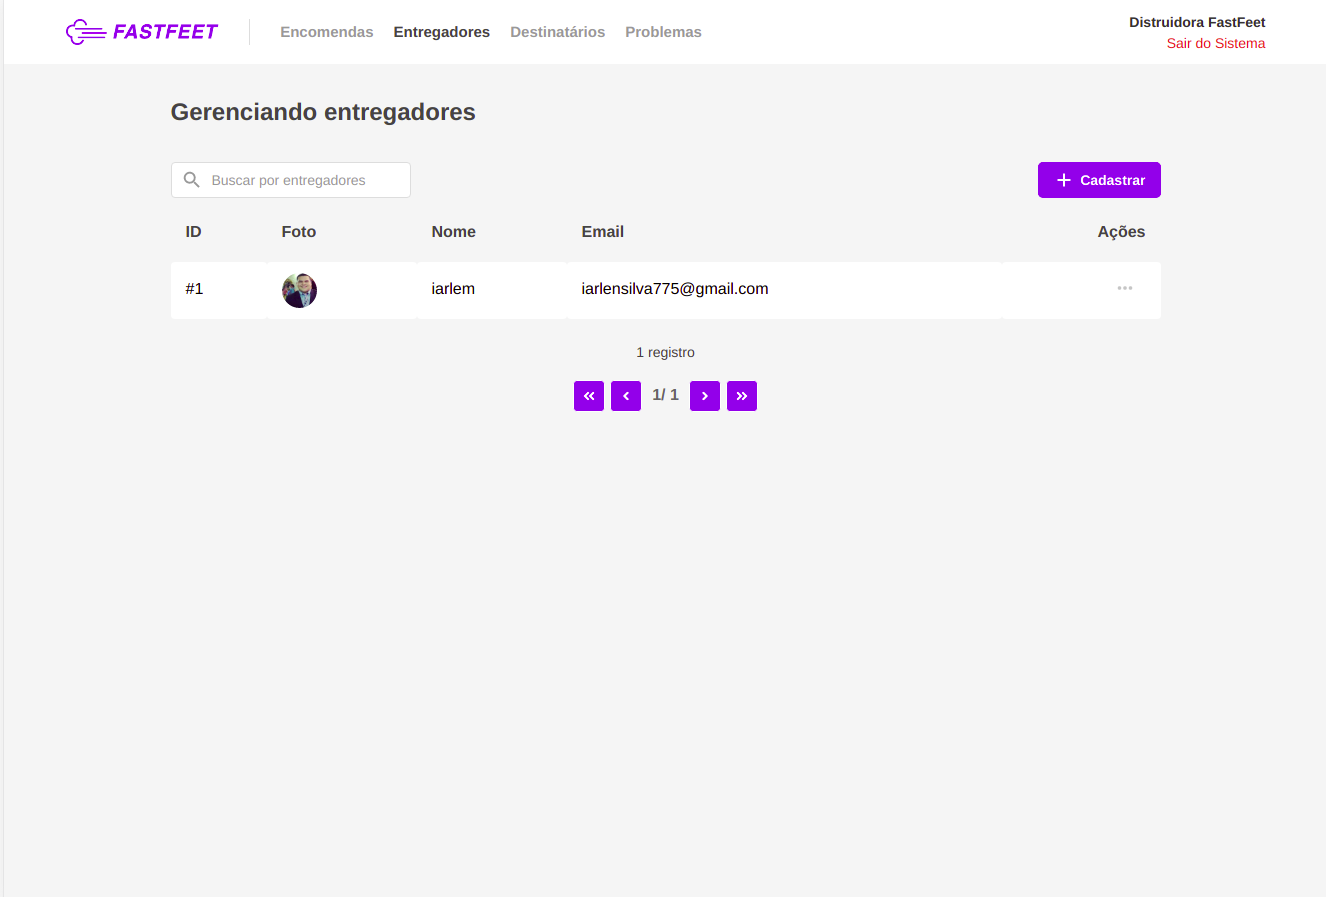 FASTFEET
Encomendas Entregadores Destinatários Problemas
Distruidora FastFeet
Sair do Sistema
Gerenciando entregadores
Buscar por entregadores
Cadastrar
ID Foto Nome Email Ações
#1 iarlem iarlensilva775@gmail.com
1 registro
1/ 1